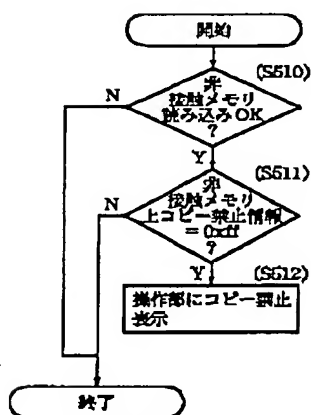 開始
(S510)
非
接触メモリ
読み込みOK
?
N
Y
(S511)
非
接触メモリ
上コピー禁止情報
= 0xff
?
N
Y
(S512)
操作部にコピー禁止
表示
終了